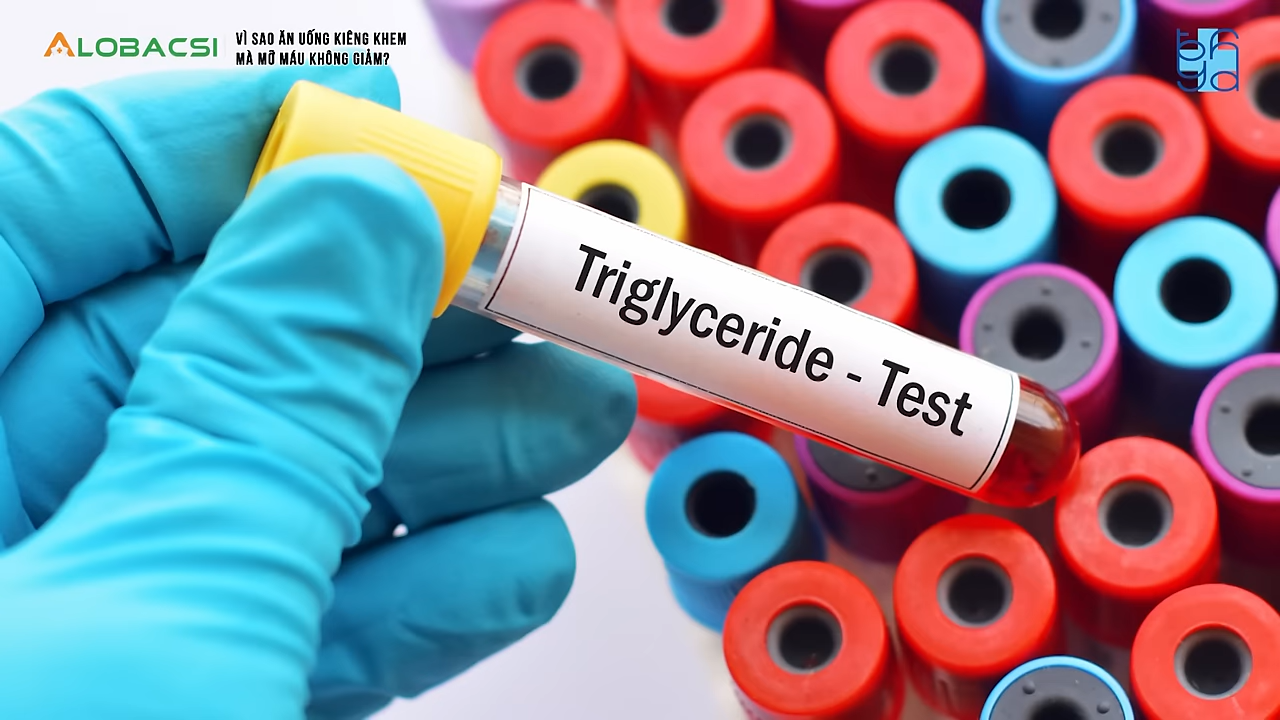 ALOBACSI
VÌ SAO ĂN UỐNG KIÊNG KHEM
MÀ MỠ MÁU KHÔNG GIẢM?
Triglyceride - Test